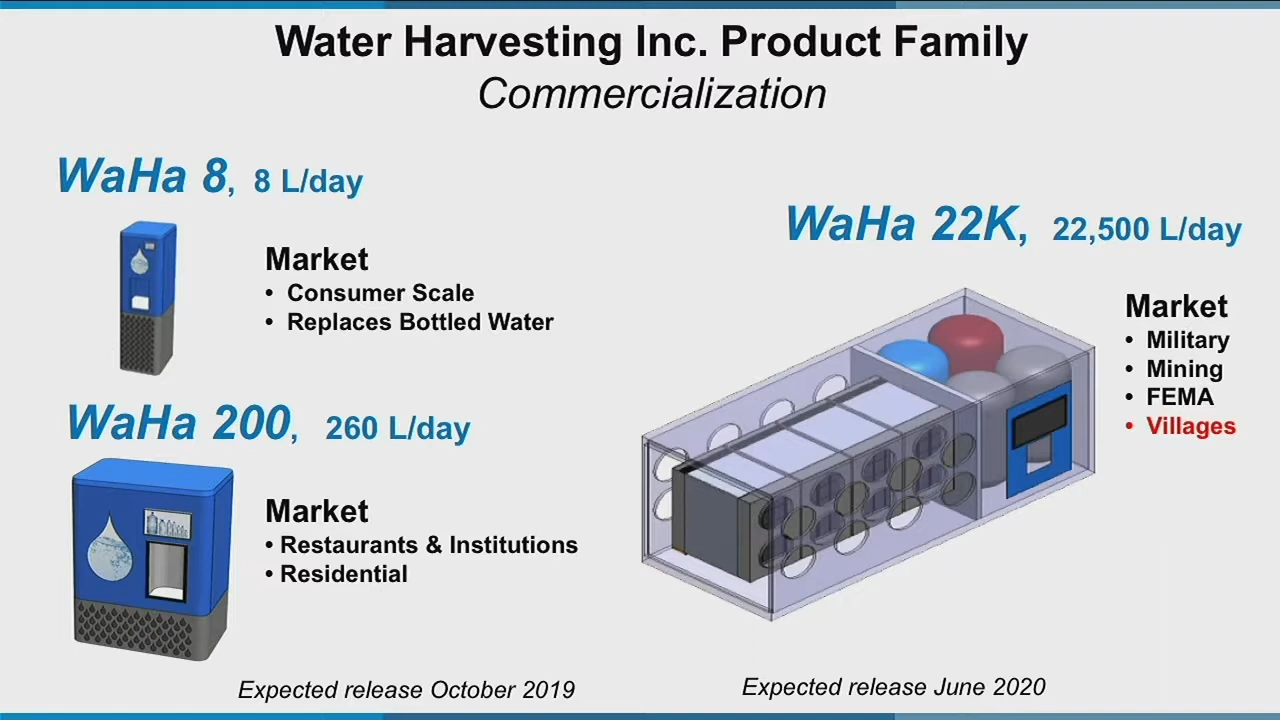 Water Harvesting Inc. Product Family
Commercialization
WaHa 8, 8 L/day
Market
• Consumer Scale
• Replaces Bottled Water
WaHa 200, 260 L/day
Market
• Restaurants & Institutions
• Residential
Expected release October 2019
WaHa 22K, 22,500 L/day
Market
• Military
• Mining
• FEMA
• Villages
Expected release June 2020